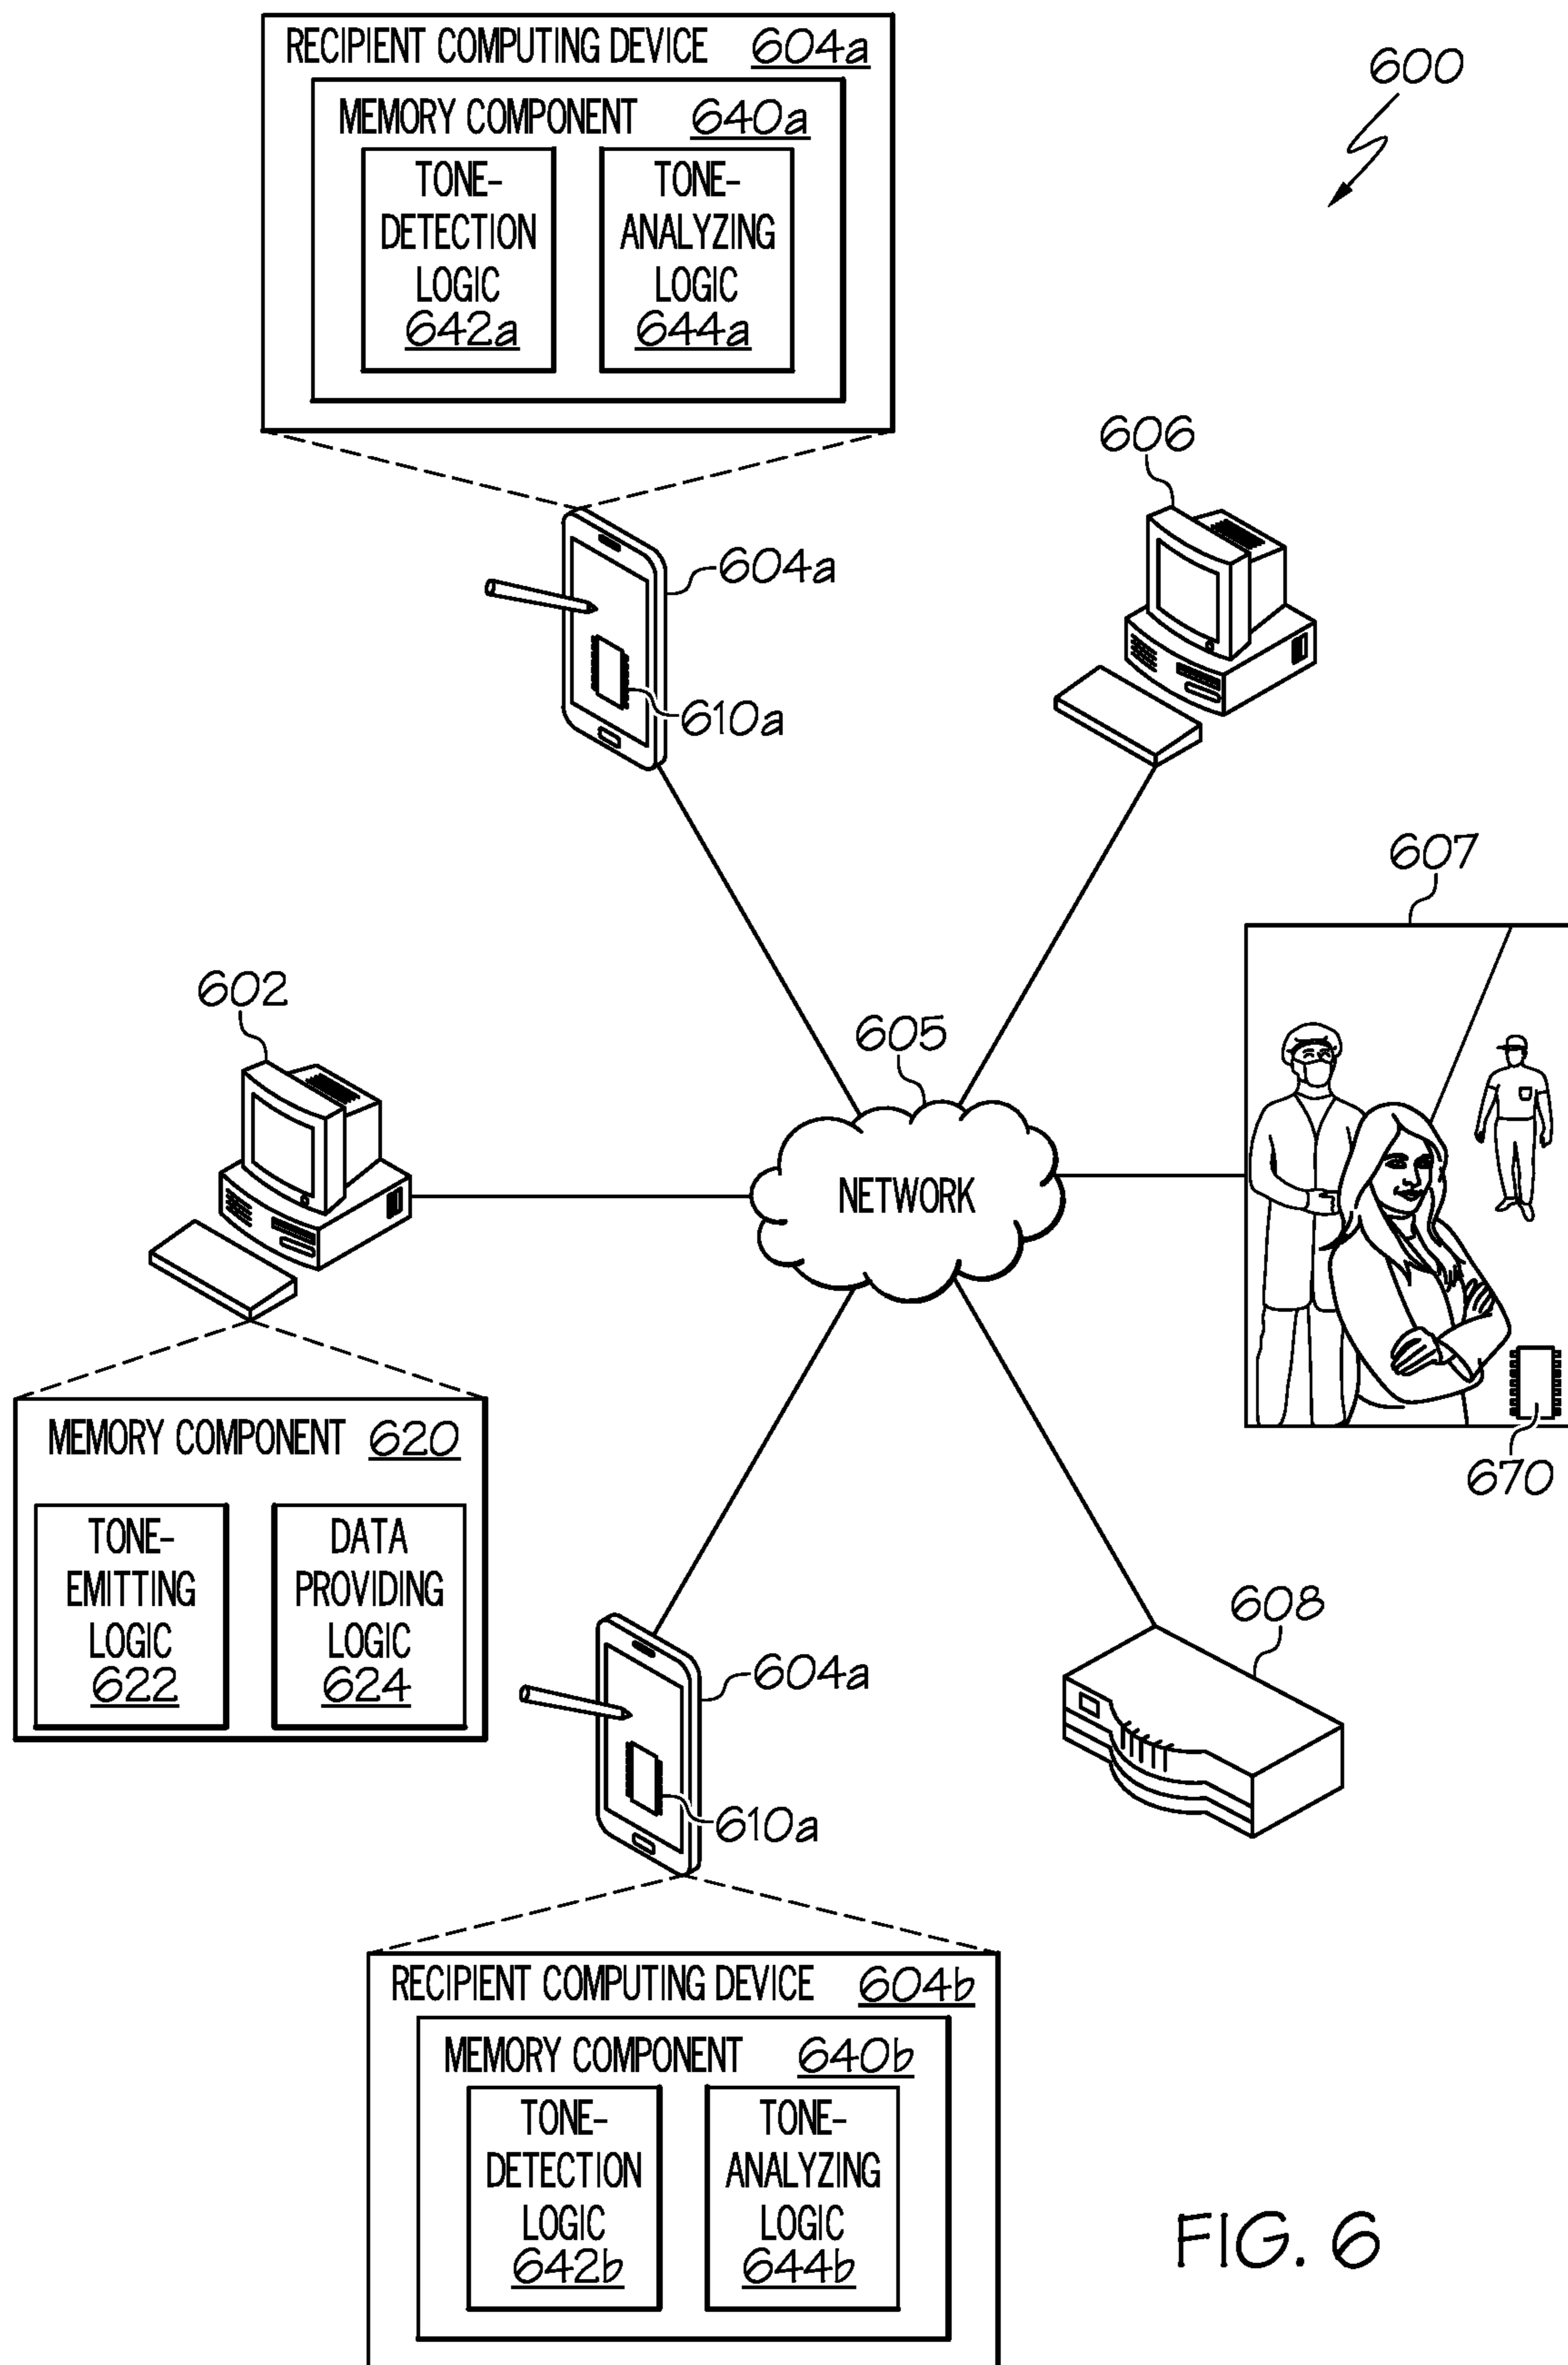 RECIPIENT COMPUTING DEVICE 604a
MEMORY COMPONENT 640a
TONE-
DETECTION
LOGIC
642a
TONE-
ANALYZING
LOGIC
644a
600
606
604a
610a
607
602
605
NETWORK
670
MEMORY COMPONENT 620
TONE-
EMITTING
LOGIC
622
DATA
PROVIDING
LOGIC
624
608
604a
610a
RECIPIENT COMPUTING DEVICE 604b
MEMORY COMPONENT 640b
TONE-
DETECTION
LOGIC
642b
TONE-
ANALYZING
LOGIC
644b
FIG. 6